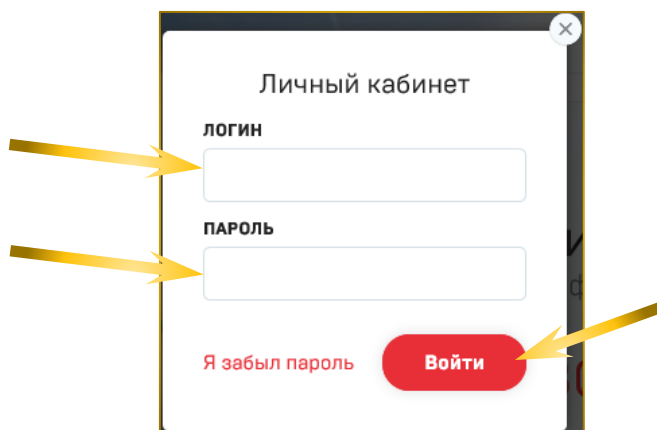 Личный кабинет
ЛОГИН
ПАРОЛЬ
Я забыл пароль
Войти